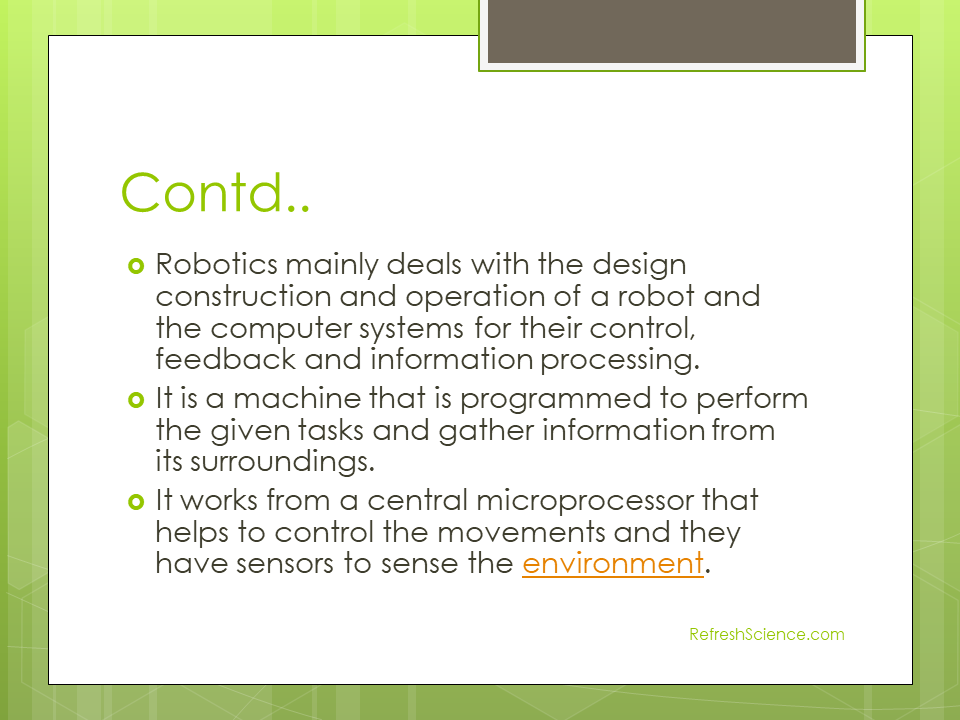 Contd..
Robotics mainly deals with the design
construction and operation of a robot and
the computer systems for their control,
feedback and information processing.
It is a machine that is programmed to perform
the given tasks and gather information from
its surroundings.
It works from a central microprocessor that
helps to control the movements and they
have sensors to sense the environment.
RefreshScience.com